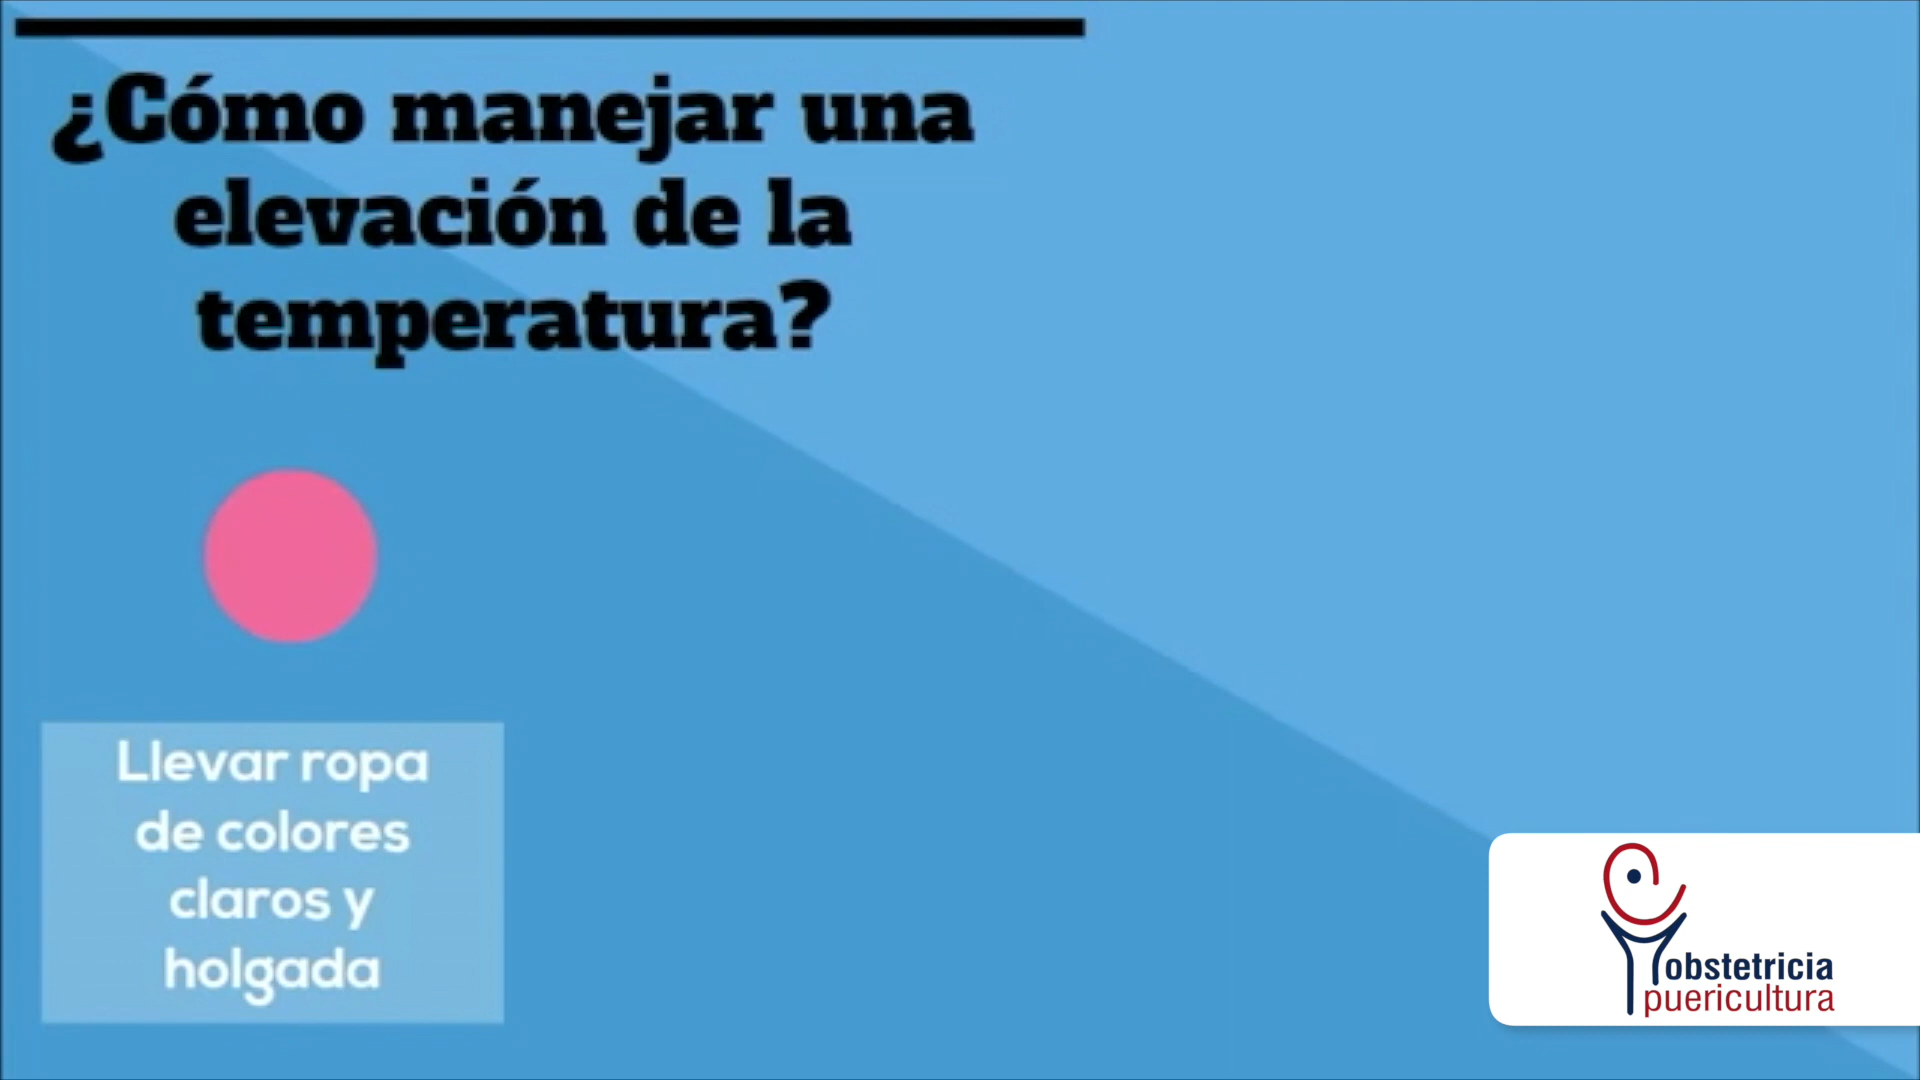 ¿Cómo manejar una
elevación de la
temperatura?
Llevar ropa
de colores
claros y
holgada
obstetricia
puericultura